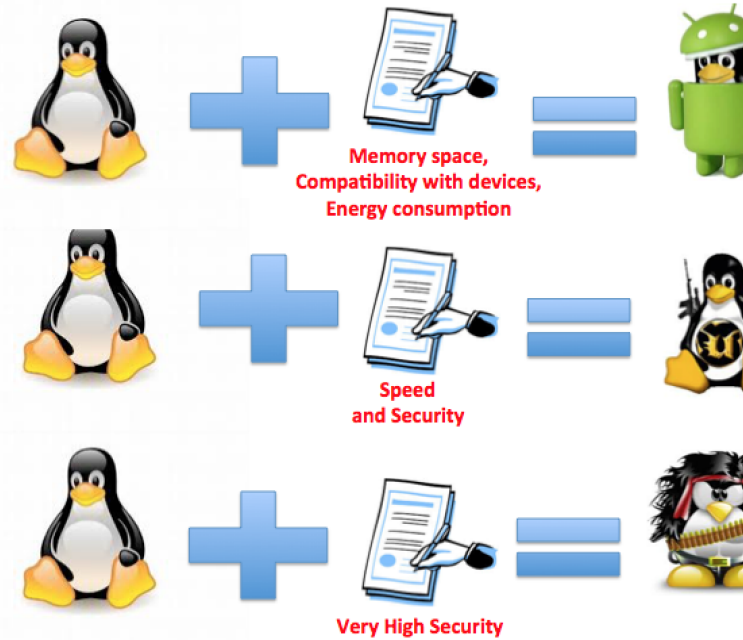 Memory space,
Compatibility with devices,
Energy consumption
Speed
and Security
Very High Security